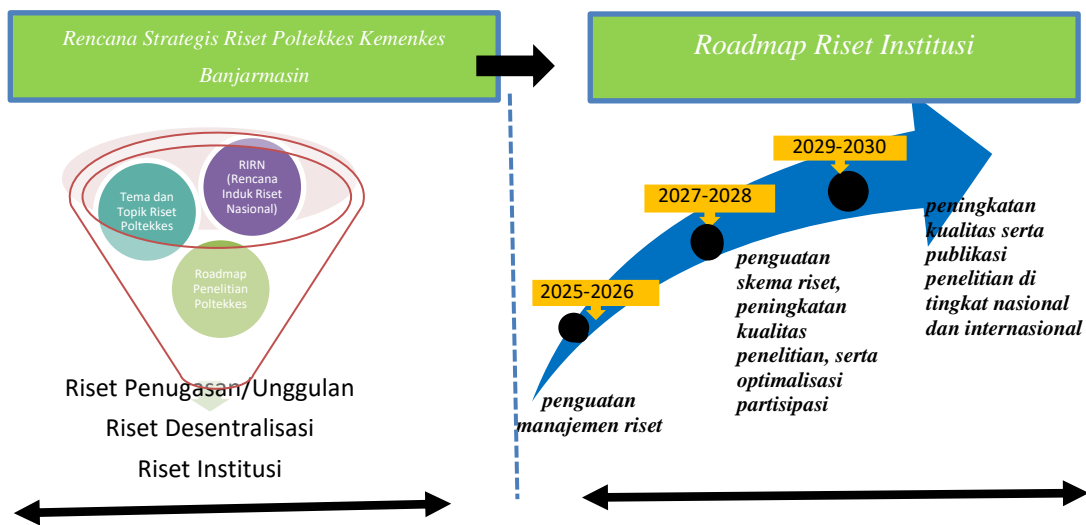 Rencana Strategis Riset Poltekkes Kemenkes
Banjarmasin
Roadmap Riset Institusi
Tema dan
Topik Riset
Poltekkes
RIRN
(Rencana
Induk Riset
Nasional)
Roadmap
Penelitian
Poltekkes
Riset Penugasan/Unggulan
Riset Desentralisasi
Riset Institusi
2025-2026
penguatan
manajemen riset
2027-2028
penguatan
skema riset,
peningkatan
kualitas
penelitian, serta
optimalisasi
partisipasi
2029-2030
peningkatan
kualitas serta
publikasi
penelitian di
tingkat nasional
dan internasional